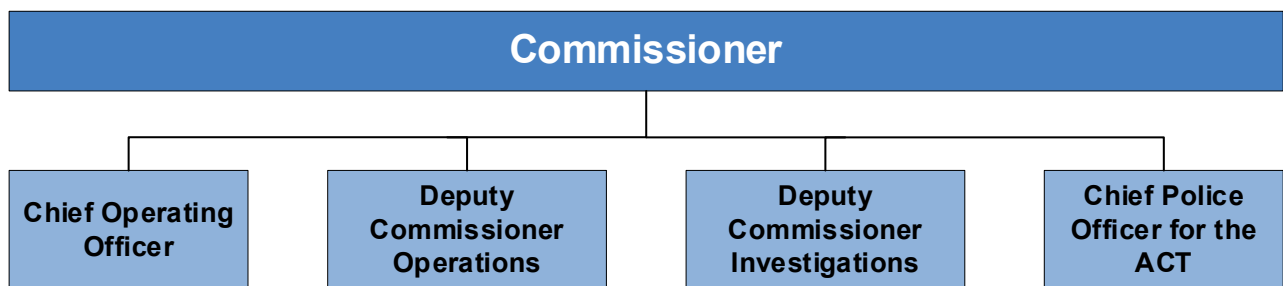 Commissioner
Chief Operating
Officer
Deputy
Commissioner
Operations
Deputy
Commissioner
Investigations
Chief Police
Officer for the
ACT